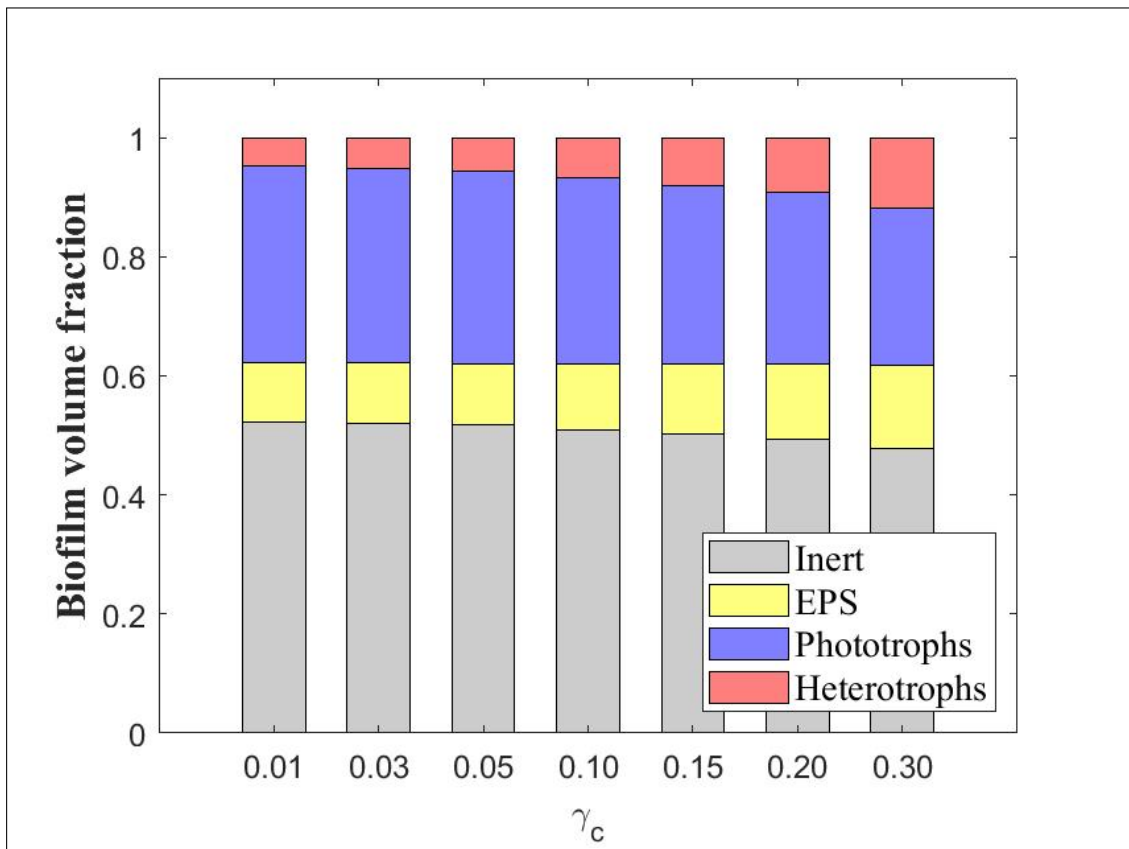 Biofilm volume fraction
1
0.8
0.6
0.4
0.2
0
0.01 0.03 0.05 0.10 0.15 0.20 0.30
γc
Inert
EPS
Phototrophs
Heterotrophs